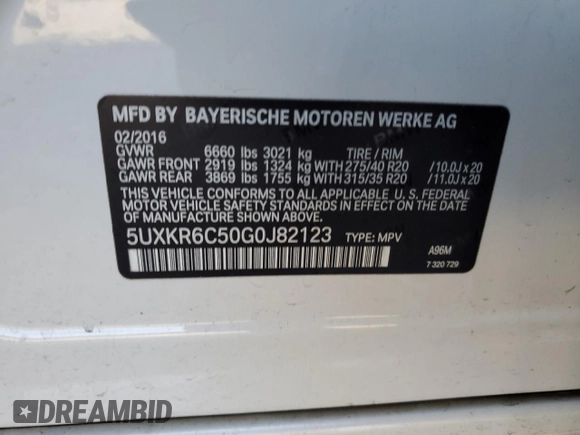 MFD BY BAYERISCHE MOTOREN WERKE AG
02/2016
GVWR 6660 lbs 3021 kg TIRE / RIM
GAWR FRONT 2919 lbs 1324 kg WITH 275/40 R20 /10.0J x 20
GAWR REAR 3869 lbs 1755 kg WITH 315/35 R20 /11.0J x 20
THIS VEHICLE CONFORMS TO ALL APPLICABLE U. S. FEDERAL
MOTOR VEHICLE SAFETY STANDARDS IN EFFECT ON THE DATE OF
MANUFACTURE SHOWN ABOVE.
5UXKR6C50G0J82123 TYPE: MPV
A96M
7 320 729
DREAMBID